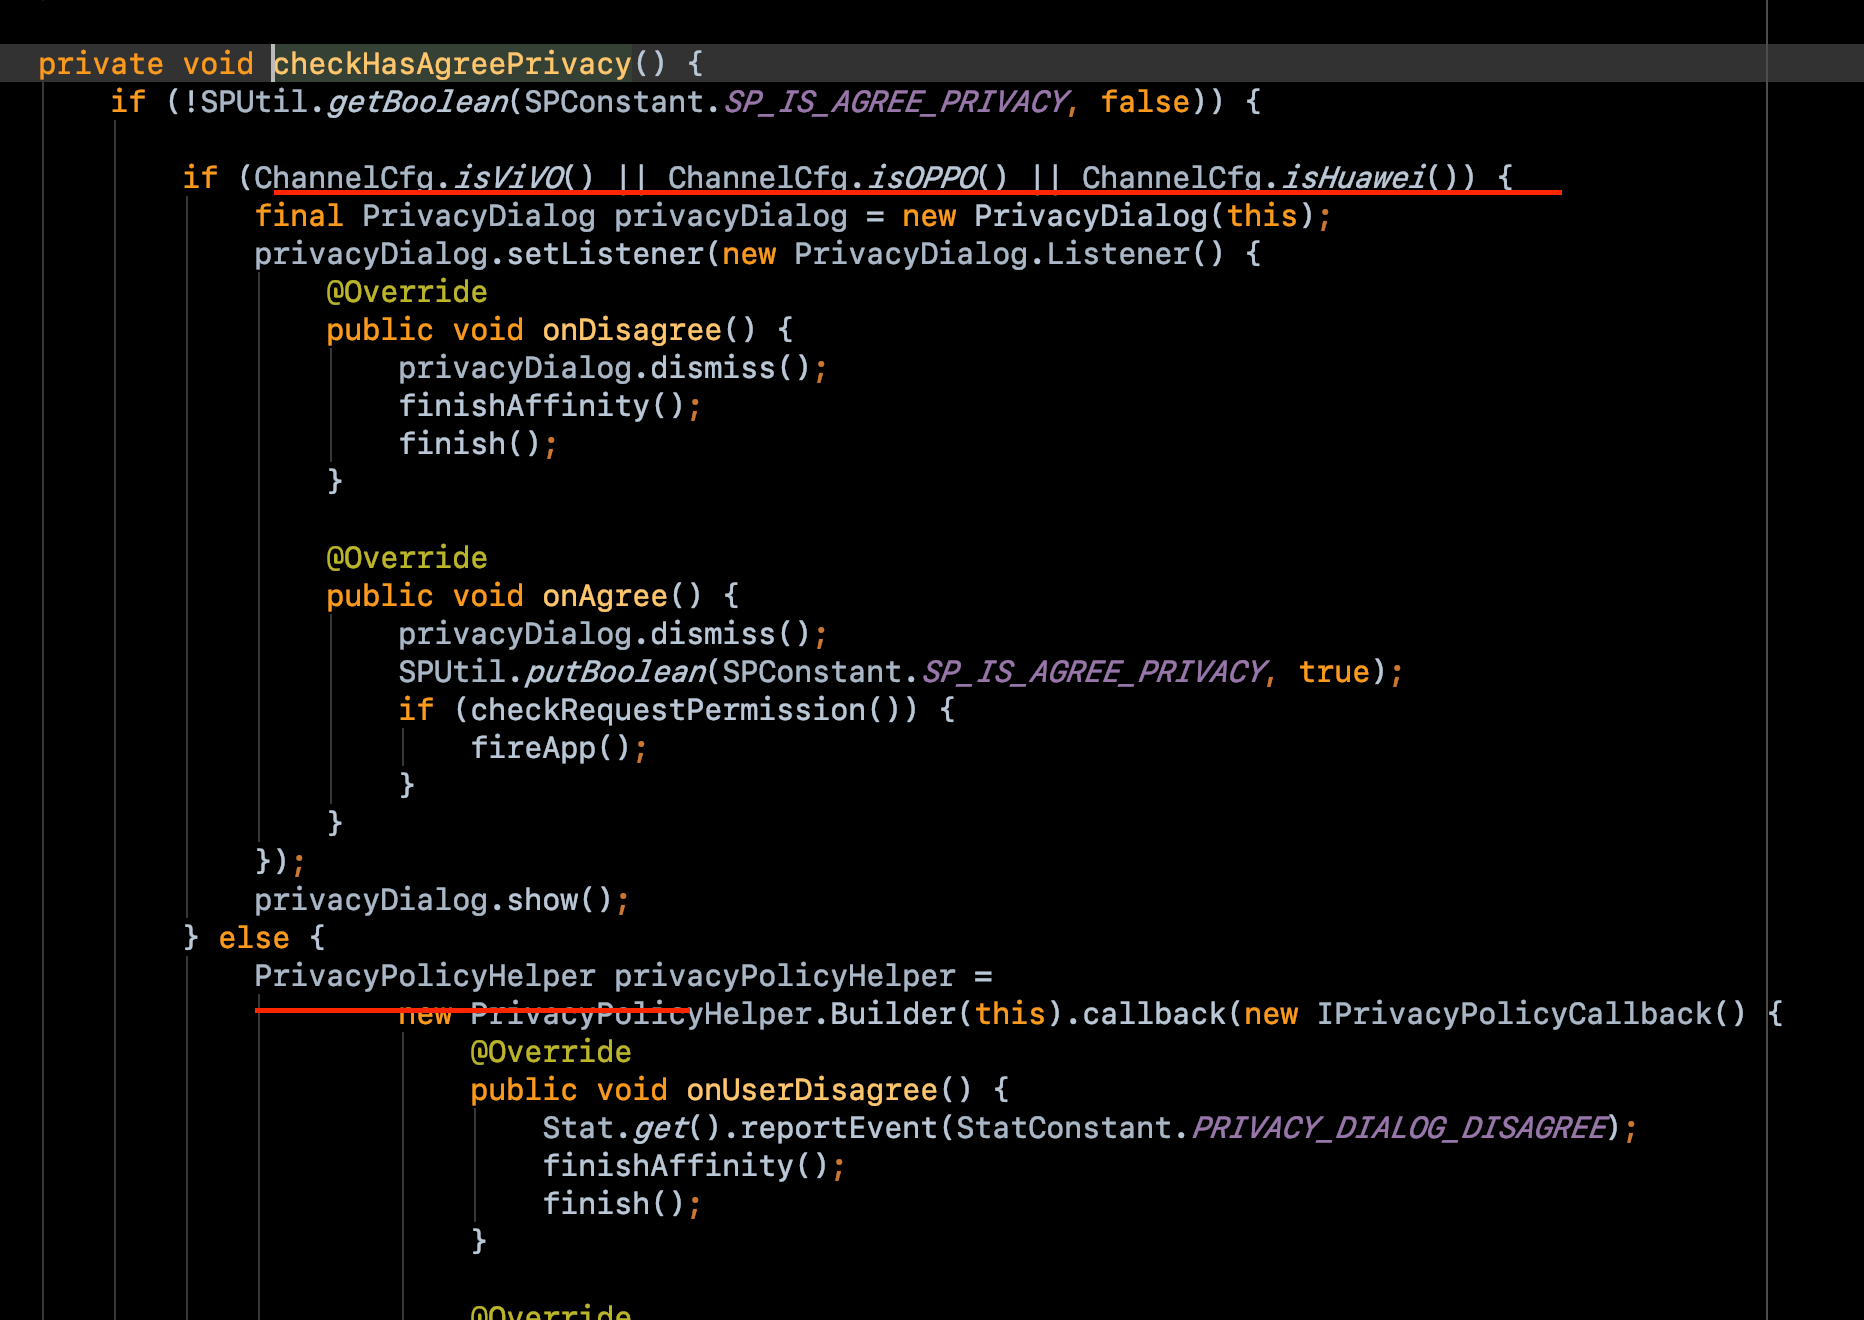 private void checkHasAgreePrivacy() {
if (!SPUtil.getBoolean(SPConstant.SP_IS_AGREE_PRIVACY, false)) {
if (ChannelCfg.isViVO() || ChannelCfg.isOPPO() || ChannelCfg.isHuawei()) {
final PrivacyDialog privacyDialog = new PrivacyDialog(this);
privacyDialog.setListener(new PrivacyDialog.Listener() {
@Override
public void onDisagree() {
privacyDialog.dismiss();
finishAffinity();
finish();
}
@Override
public void onAgree() {
privacyDialog.dismiss();
SPUtil.putBoolean(SPConstant.SP_IS_AGREE_PRIVACY, true);
if (checkRequestPermission()) {
fireApp();
}
}
});
privacyDialog.show();
} else {
PrivacyPolicyHelper privacyPolicyHelper =
new PrivacyPolicyHelper.Builder(this).callback(new IPrivacyPolicyCallback() {
@Override
public void onUserDisagree() {
Stat.get().reportEvent(StatConstant.PRIVACY_DIALOG_DISAGREE);
finishAffinity();
finish();
}
@Override